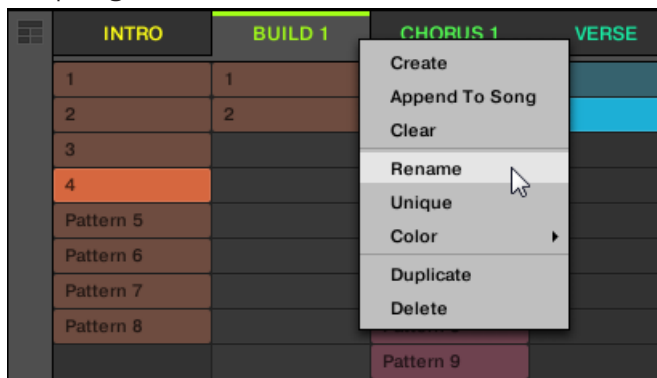 INTRO BUILD 1 CHORUS 1 VERSE
1 1
2 2
3
4
Pattern 5
Pattern 6
Pattern 7
Pattern 8
Pattern 9
Create
Append To Song
Clear
Rename
Unique
Color
Duplicate
Delete